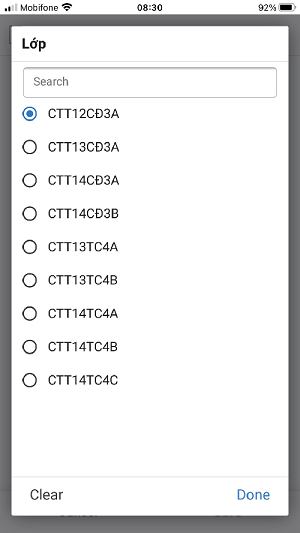 Mobifone 08:30 92%
Lớp
Search
CTT12CĐ3A
CTT13CĐ3A
CTT14CĐ3A
CTT14CĐ3B
CTT13TC4A
CTT13TC4B
CTT14TC4A
CTT14TC4B
CTT14TC4C
Clear Done